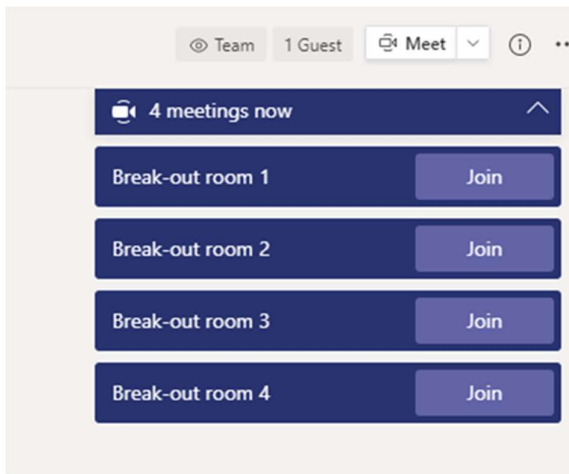 Team 1 Guest Meet
4 meetings now
Break-out room 1 Join
Break-out room 2 Join
Break-out room 3 Join
Break-out room 4 Join